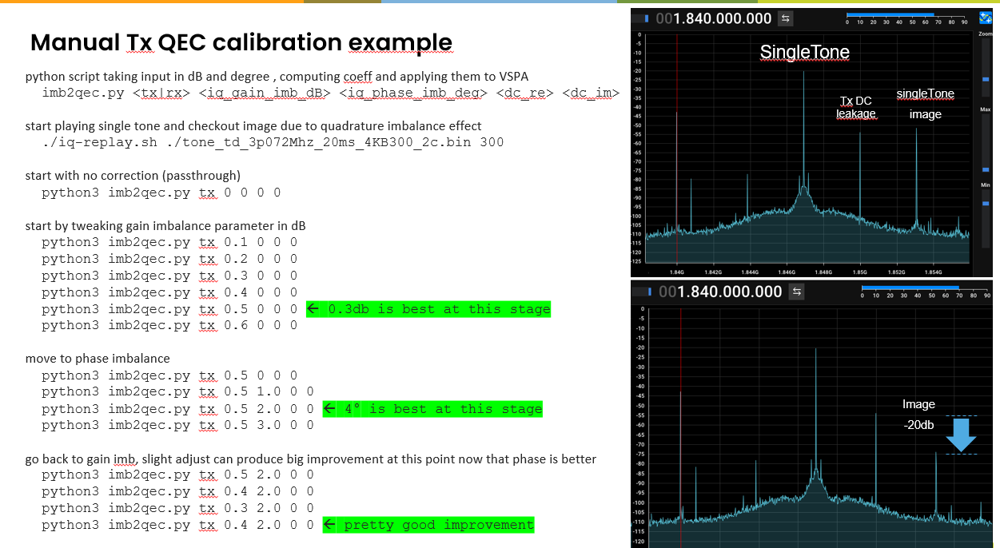 Manual Tx QEC calibration example
python script taking input in dB and degree , computing coeff and applying them to VSPA
imb2qec.py <tx|rx> <iq_gain_imb_dB> <iq_phase_imb_deg> <dc_re> <dc_im>
start playing single tone and checkout image due to quadrature imbalance effect
./iq-replay.sh ./tone_td_3p072Mhz_20ms_4KB300_2c.bin 300
start with no correction (passthrough)
python3 imb2qec.py tx 0 0 0 0
start by tweaking gain imbalance parameter in dB
python3 imb2qec.py tx 0.1 0 0 0
python3 imb2qec.py tx 0.2 0 0 0
python3 imb2qec.py tx 0.3 0 0 0
python3 imb2qec.py tx 0.4 0 0 0
python3 imb2qec.py tx 0.5 0 0 0 ← 0.3db is best at this stage
python3 imb2qec.py tx 0.6 0 0 0
move to phase imbalance
python3 imb2qec.py tx 0.5 0 0 0
python3 imb2qec.py tx 0.5 1.0 0 0
python3 imb2qec.py tx 0.5 2.0 0 0 ← 4° is best at this stage
python3 imb2qec.py tx 0.5 3.0 0 0
go back to gain imb, slight adjust can produce big improvement at this point now that phase is better
python3 imb2qec.py tx 0.5 2.0 0 0
python3 imb2qec.py tx 0.4 2.0 0 0
python3 imb2qec.py tx 0.3 2.0 0 0
python3 imb2qec.py tx 0.4 2.0 0 0 ← pretty good improvement
001.840.000.000
0 10 20 30 40 50 60 70 80 90
Zoom
Max
Min
SingleTone
Tx DC
leakage
singleTone
image
0
-5
-10
-15
-20
-25
-30
-35
-40
-45
-50
-55
-60
-65
-70
-75
-80
-85
-90
-95
-100
-105
-110
-115
-120
-125
1.84G 1.842G 1.844G 1.846G 1.848G 1.85G 1.852G 1.854G
001.840.000.000
0 10 20 30 40 50 60 70 80 90
Image
-20db
-5
-10
-15
-20
-25
-30
-35
-40
-45
-50
-55
-60
-65
-70
-75
-80
-85
-90
-95
-100
-105
-110
-115
-120